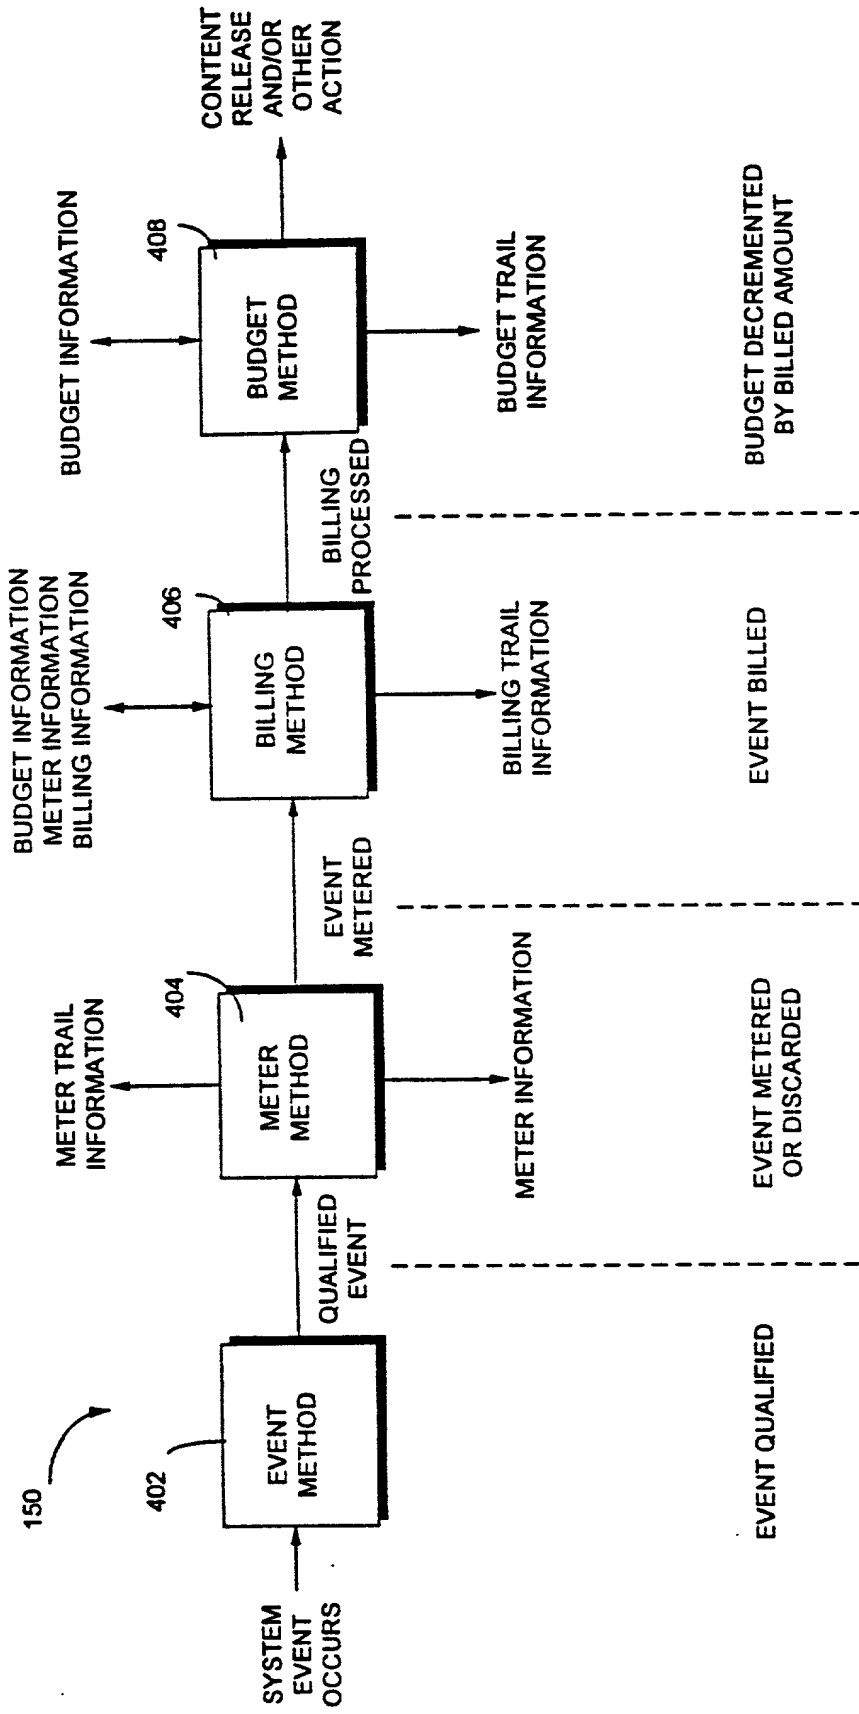 150
SYSTEM
EVENT
OCCURS
402
EVENT
METHOD
QUALIFIED
EVENT
METER TRAIL
INFORMATION
404
METER
METHOD
METER INFORMATION
EVENT
METERED
BUDGET INFORMATION
METER INFORMATION
BILLING INFORMATION
406
BILLING
METHOD
BILLING TRAIL
INFORMATION
BILLING
PROCESSED
BUDGET INFORMATION
408
BUDGET
METHOD
BUDGET TRAIL
INFORMATION
CONTENT
RELEASE
AND/OR
OTHER
ACTION
EVENT QUALIFIED
EVENT METERED
OR DISCARDED
EVENT BILLED
BUDGET DECREMENTED
BY BILLED AMOUNT